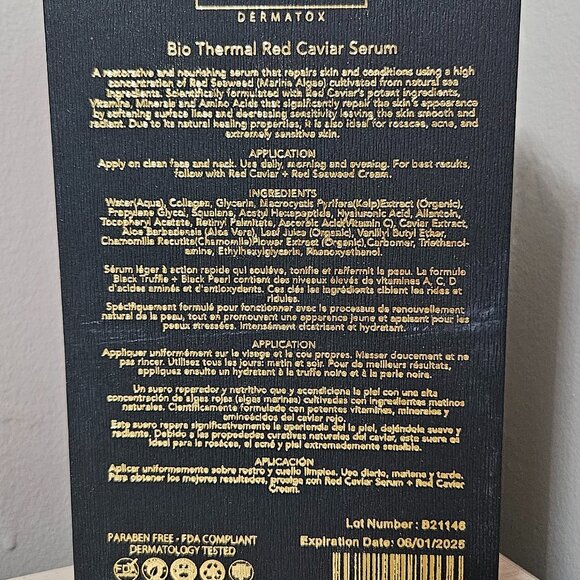 DERMATOX
Bio Thermal Red Caviar Serum
A restorative and nourishing serum that repairs skin and conditions using a high
concentration of Red Seaweed (Marine Algae) cultivated from natural sea
ingredients. Scientifically formulated with Red Caviar's potent ingredients,
Vitamins, Minerals and Amino Acids that significantly repair the skin's appearance
by softening surface lines and decreasing sensitivity leaving the skin smooth and
radiant. Due to its natural healing properties, it is also ideal for rosacea, acne, and
extremely sensitive skin.
APPLICATION
Apply on clean face and neck. Use daily, morning and evening. For best results,
follow with Red Caviar + Red Seaweed Cream.
INGREDIENTS
Water(Aqua), Collagen, Glycerin, Macrocystis Pyrifera(Kelp)Extract (Organic),
Propylene Glycol, Squalane, Acetyl Hexapeptide, Hyaluronic Acid, Allantoin,
Tocopheryl Acetate, Retinyl Palmitate, Ascorbic Acid(Vitamin C), Caviar Extract,
Aloe Barbadensis (Aloe Vera), Leaf Juice (Organic), Vanillyl Butyl Ether,
Chamomilla Recutita(Chamomile)Flower Extract (Organic),Carbomer, Triethanol-
amine, Ethylhexylglycerin,
Sérum léger à action rapide qui soulève, tonifie et raffermit la peau. La formule
Black Truffle + Black Pearl contient des niveaux élevés de vitamines A, C, D
d'acides aminés et d'antioxydants. Ces clés les ingrédients ciblent les rides et
ridules.
Spécifiquement formulé pour fonctionner avec le processus de renouvellement
naturel de la peau, tout en promouvant une apparence jeune et apaisant pour les
peaux stressées. Intensément cicatrisant et hydratant.
APPLICATION
Appliquer uniformément sur le visage et le cou propres. Masser doucement et ne
pas rincer. Utilisez tous les jours: matin et soir. Pour de meilleurs résultats,
appliquez ensuite un hydratant à la truffe noire et à la perle noire.
Un suero reparador y nutritivo que y acondiciona la piel con una alta
concentración de algas rojas (algas marinas) cultivadas con ingredientes marinos
naturales. Científicamente formulada con potentes vitaminas, minerales y
aminoácidos del caviar rojo.
Este suero repara significativamente la apariencia del la piel, dejándola suave y
radiante. Debido a las propiedades curativas naturales del caviar, este suero es
ideal para la rosácea, el acné y piel extremadamente sensible.
APLICACIÓN
Aplicar uniformemente sobre rostro y cuello limpios. Uso diario, mañana y tarde.
Para obtener los mejores resultados, prosiga con Red Caviar Serum + Red Caviar
Cream.
Lot Number : B21146
PARABEN FREE - FDA COMPLIANT
DERMATOLOGY TESTED
Expiration Date: 06/01/2025
FDA